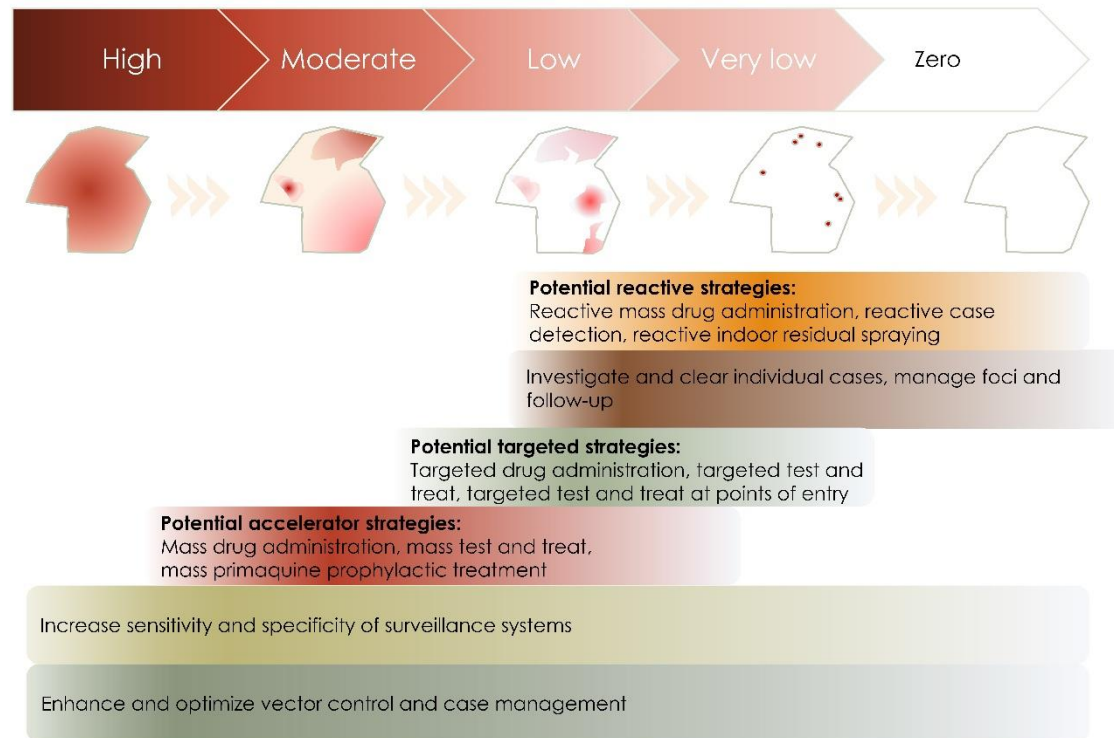 High
Moderate
Low
Very low
Zero
Potential reactive strategies:
Reactive mass drug administration, reactive case
detection, reactive indoor residual spraying
Investigate and clear individual cases, manage foci and
follow-up
Potential targeted strategies:
Targeted drug administration, targeted test and
treat, targeted test and treat at points of entry
Potential accelerator strategies:
Mass drug administration, mass test and treat,
mass primaquine prophylactic treatment
Increase sensitivity and specificity of surveillance systems
Enhance and optimize vector control and case management